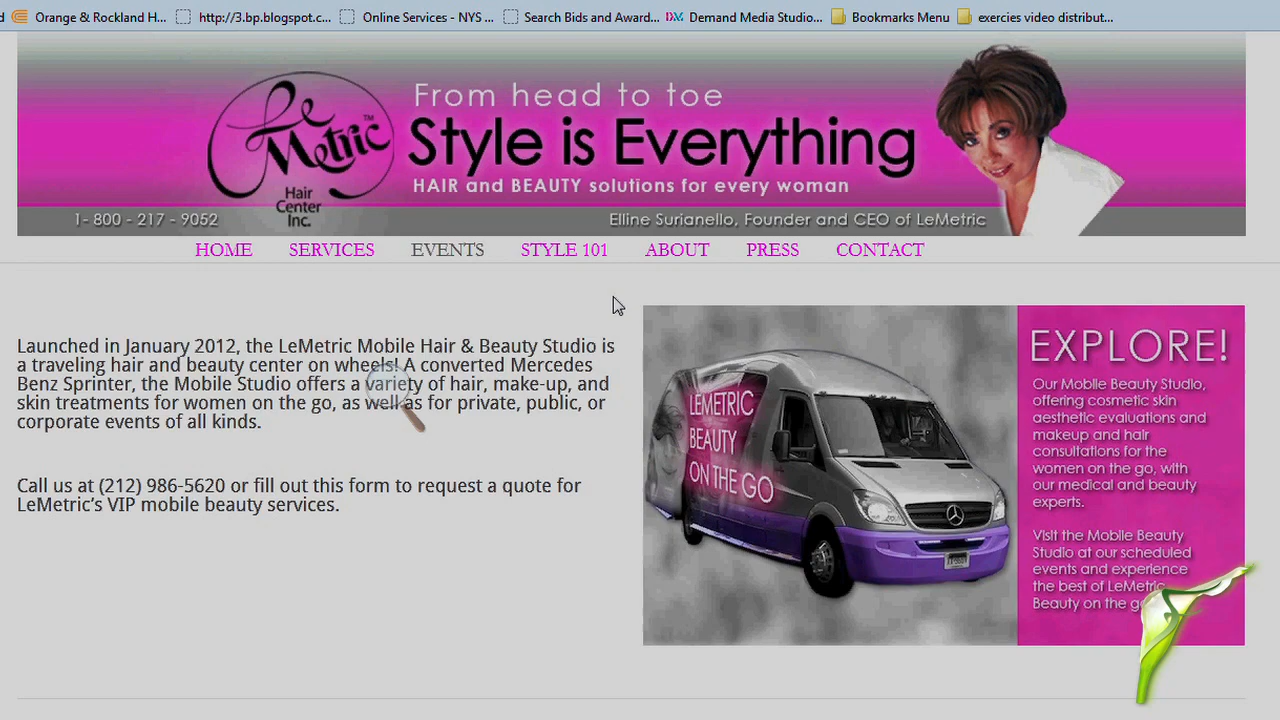 Orange & Rockland H... http://3.bp.blogspot.c... Online Services - NYS ... Search Bids and Award... Demand Media Studio... Bookmarks Menu exercies video distribut...
Le Metric™
Hair
Center
Inc.
From head to toe
Style is Everything
HAIR and BEAUTY solutions for every woman
1- 800 - 217 - 9052
Elline Surianello, Founder and CEO of LeMetric
HOME SERVICES EVENTS STYLE 101 ABOUT PRESS CONTACT
Launched in January 2012, the LeMetric Mobile Hair & Beauty Studio is
a traveling hair and beauty center on wheels! A converted Mercedes
Benz Sprinter, the Mobile Studio offers a variety of hair, make-up, and
skin treatments for women on the go, as well as for private, public, or
corporate events of all kinds.
Call us at (212) 986-5620 or fill out this form to request a quote for
LeMetric's VIP mobile beauty services.
LEMETRIC
BEAUTY
ON THE GO
EXPLORE!
Our Mobile Beauty Studio,
offering cosmetic skin
aesthetic evaluations and
makeup and hair
consultations for the
women on the go, with
our medical and beauty
experts.
Visit the Mobile Beauty
Studio at our scheduled
events and experience
the best of LeMetric
Beauty on the